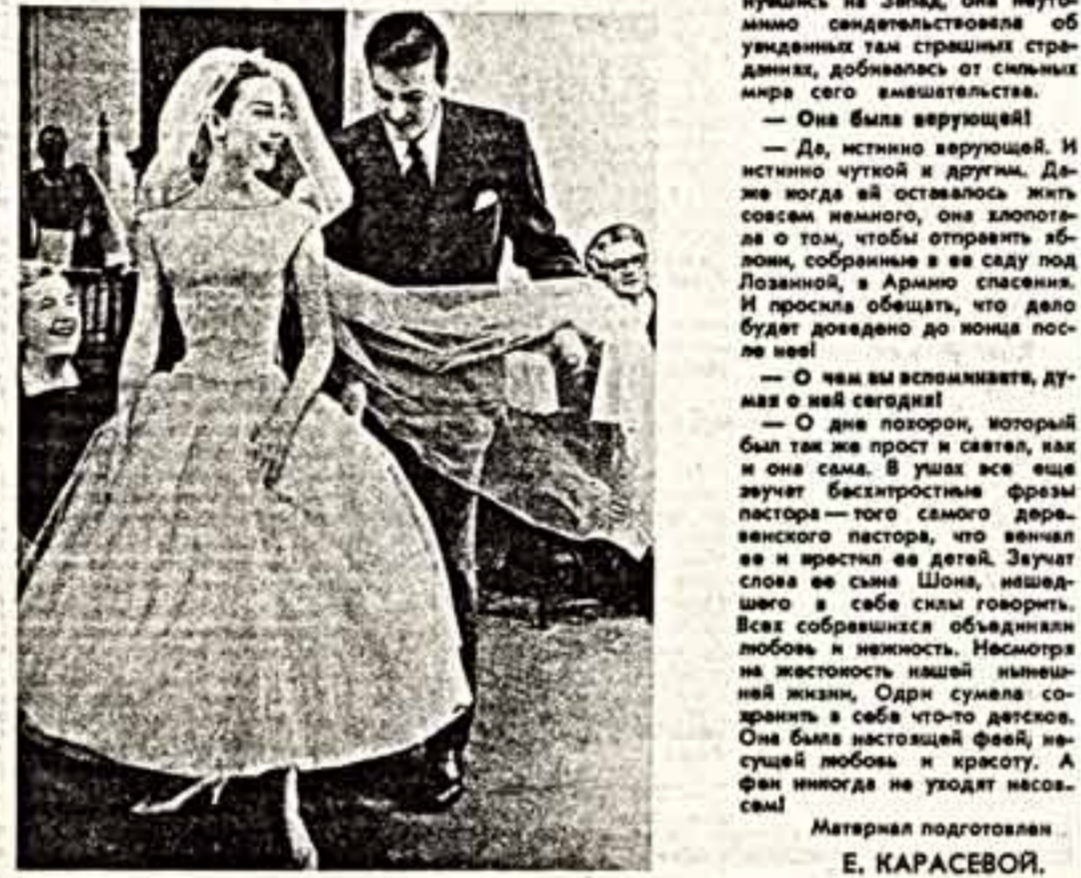 нувшись на Запад, она неуто-
мимо свидетельствовала об
увиденных там страшных стра-
даниях, добивалась от сильных
мира сего вмешательства.
— Она была верующей?
— Да, истинно верующей. И
истинно чуткой к другим. Да-
же когда ей оставалось жить
совсем немного, она хлопота-
ла о том, чтобы отправить яб-
локи, собранные в ее саду под
Лозанной, в Армию спасения.
И просила обещать, что дело
будет доведено до конца пос-
ле нее!
— О чем вы вспоминаете, ду-
мая о ней сегодня?
— О дне похорон, который
был так же прост и светел, как
и она сама. В ушах все еще
звучат бесхитростные фразы
пастора — того самого дере-
венского пастора, что венчал
ее и крестил ее детей. Звучат
слова ее сына Шона, нашед-
шего в себе силы говорить.
Всех собравшихся объединяли
любовь и нежность. Несмотря
на жестокость нашей нынеш-
ней жизни, Одри сумела со-
хранить в себе что-то детское.
Она была настоящей феей, не-
сущей любовь и красоту. А
феи никогда не уходят насов-
сем!
Материал подготовлен
Е. КАРАСЕВОЙ.